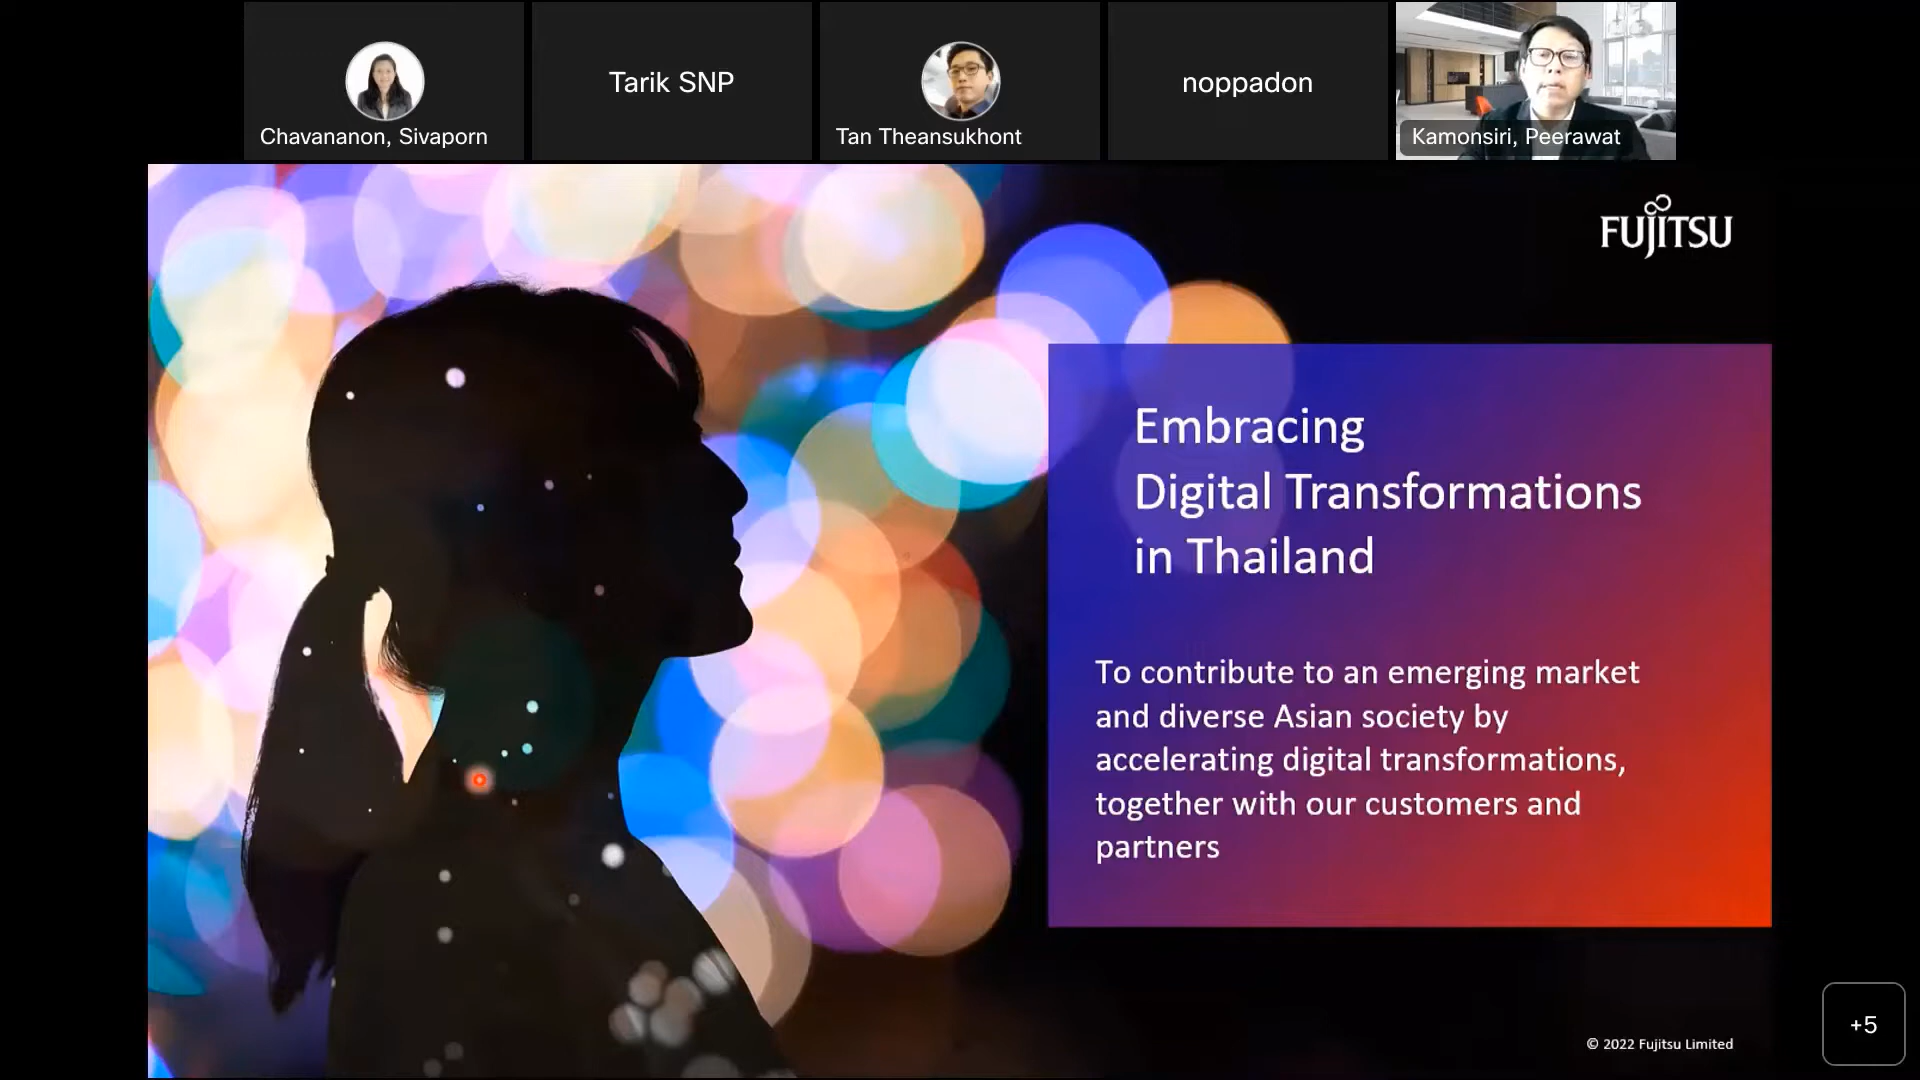 Chavananon, Sivaporn
Tarik SNP
Tan Theansukhont
noppadon
Kamonsiri, Peerawat
FUJITSU
Embracing
Digital Transformations
in Thailand
To contribute to an emerging market
and diverse Asian society by
accelerating digital transformations,
together with our customers and
partners
+5
© 2022 Fujitsu Limited